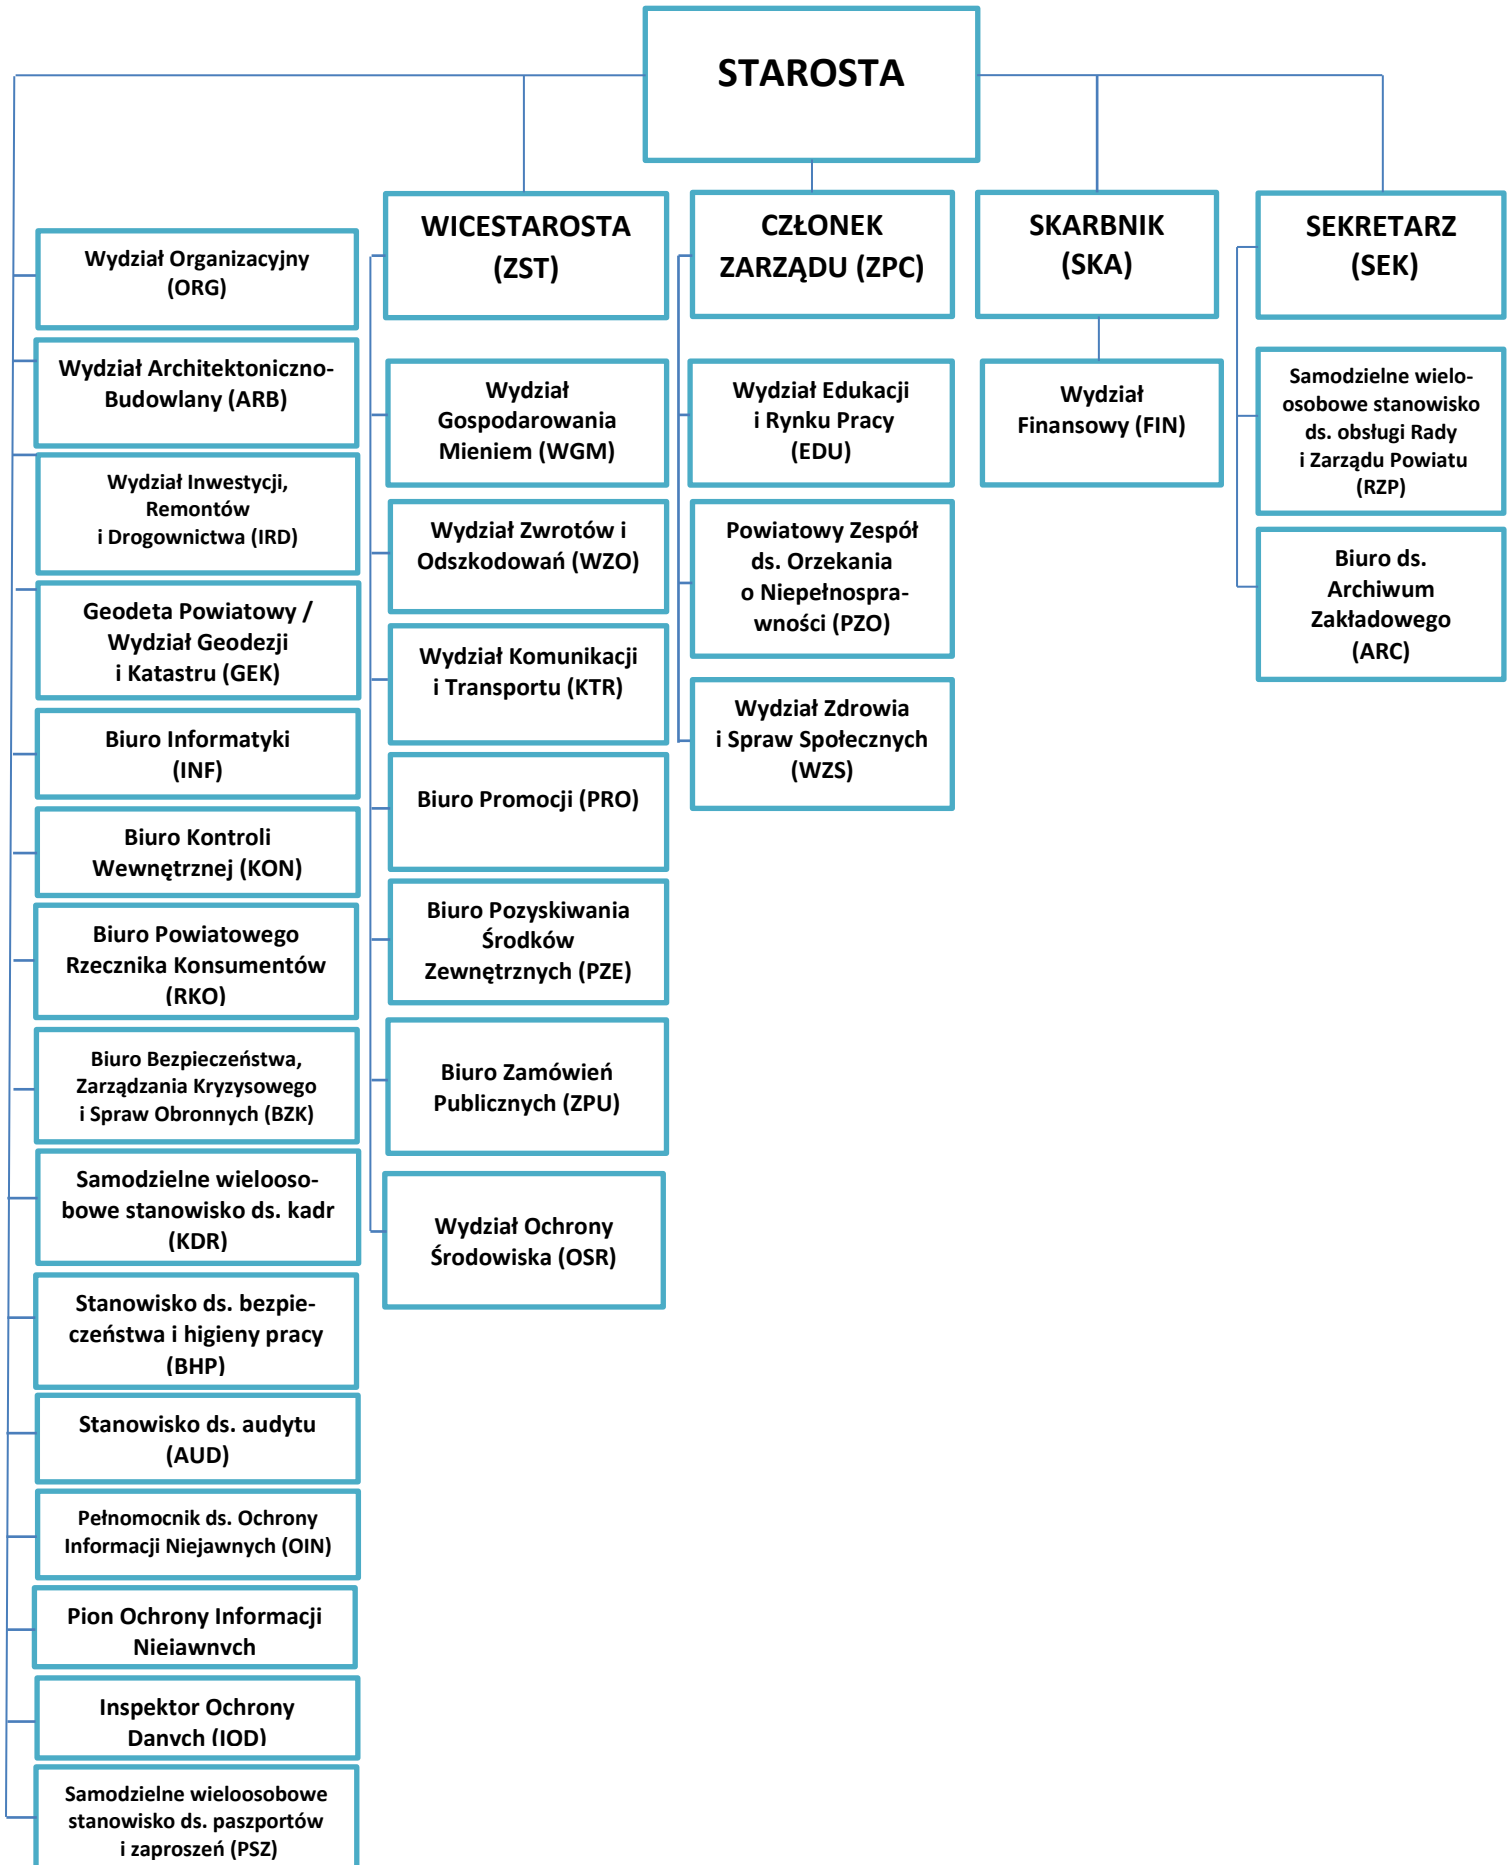 STAROSTA
WICESTAROSTA
(ZST)
CZŁONEK
ZARZĄDU (ZPC)
SKARBNIK
(SKA)
SEKRETARZ
(SEK)
Wydział Organizacyjny
(ORG)
Wydział Architektoniczno-
Budowlany (ARB)
Wydział Inwestycji,
Remontów
i Drogownictwa (IRD)
Geodeta Powiatowy /
Wydział Geodezji
i Katastru (GEK)
Biuro Informatyki
(INF)
Biuro Kontroli
Wewnętrznej (KON)
Biuro Powiatowego
Rzecznika Konsumentów
(RKO)
Biuro Bezpieczeństwa,
Zarządzania Kryzysowego
i Spraw Obronnych (BZK)
Samodzielne wielooso-
bowe stanowisko ds. kadr
(KDR)
Stanowisko ds. bezpie-
czeństwa i higieny pracy
(BHP)
Stanowisko ds. audytu
(AUD)
Pełnomocnik ds. Ochrony
Informacji Niejawnych (OIN)
Pion Ochrony Informacji
Niejawnych
Inspektor Ochrony
Danych (IOD)
Samodzielne wieloosobowe
stanowisko ds. paszportów
i zaproszeń (PSZ)
Wydział
Gospodarowania
Mieniem (WGM)
Wydział Zwrotów i
Odszkodowań (WZO)
Wydział Komunikacji
i Transportu (KTR)
Biuro Promocji (PRO)
Biuro Pozyskiwania
Środków
Zewnętrznych (PZE)
Biuro Zamówień
Publicznych (ZPU)
Wydział Ochrony
Środowiska (OSR)
Wydział Edukacji
i Rynku Pracy
(EDU)
Powiatowy Zespół
ds. Orzekania
o Niepełnospra-
wności (PZO)
Wydział Zdrowia
i Spraw Społecznych
(WZS)
Wydział
Finansowy (FIN)
Samodzielne wielo-
osobowe stanowisko
ds. obsługi Rady
i Zarządu Powiatu
(RZP)
Biuro ds.
Archiwum
Zakładowego
(ARC)